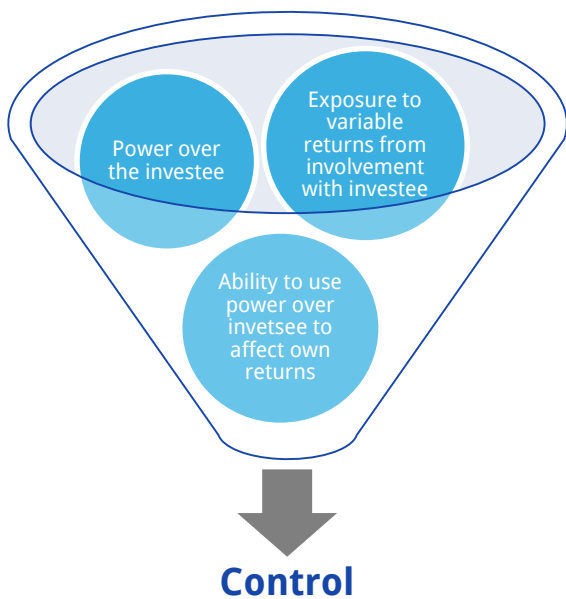 Power over
the investee
Exposure to
variable
returns from
involvement
with investee
Ability to use
power over
invetsee to
affect own
returns
Control